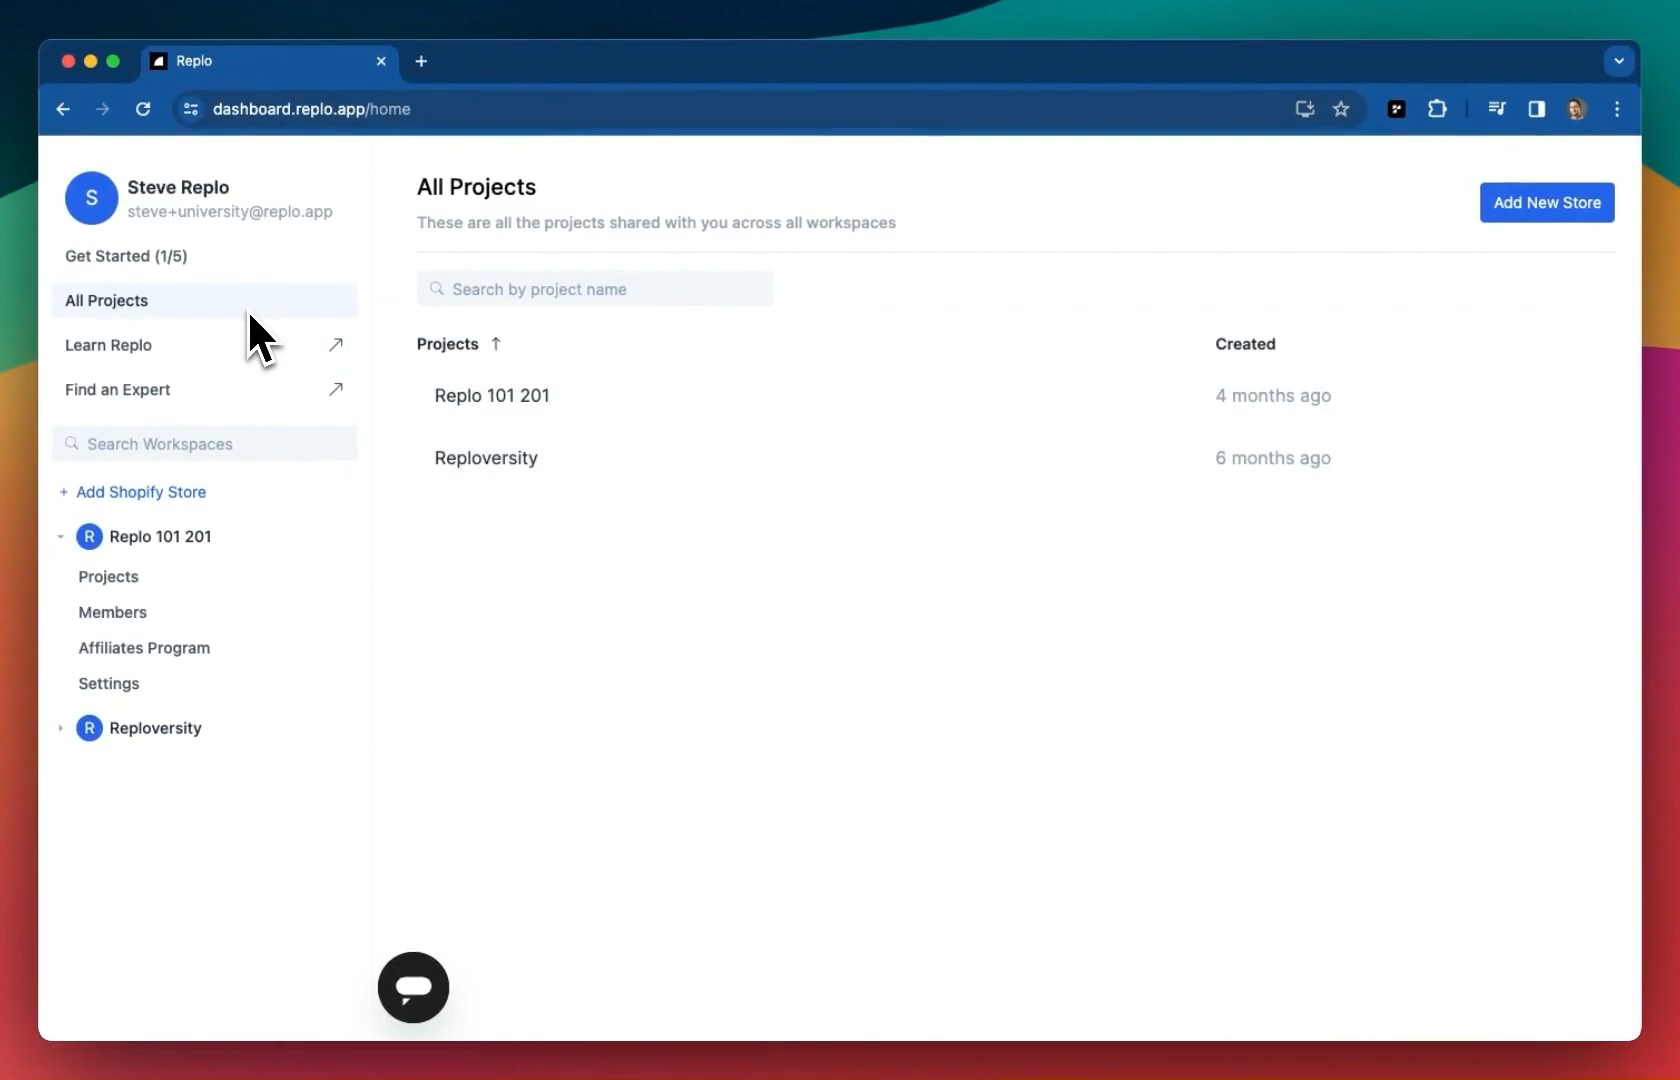 Replo
dashboard.replo.app/home
S
Steve Replo
steve+university@replo.app
Get Started (1/5)
All Projects
Learn Replo
Find an Expert
Search Workspaces
+ Add Shopify Store
R Replo 101 201
Projects
Members
Affiliates Program
Settings
R Reploversity
All Projects
These are all the projects shared with you across all workspaces
Add New Store
Search by project name
Projects ↑ Created
Replo 101 201 4 months ago
Reploversity 6 months ago